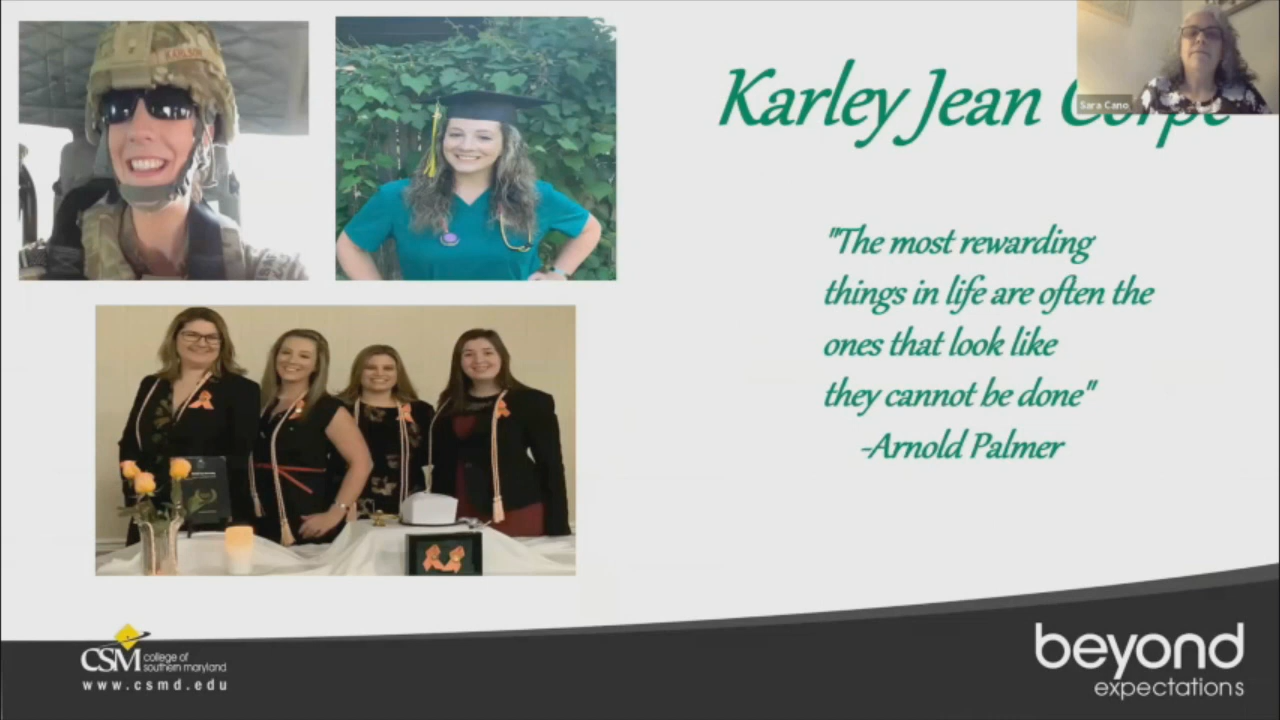 Karley Jean
Sara Cano
"The most rewarding
things in life are often the
ones that look like
they cannot be done"
-Arnold Palmer
CSM college of
southern maryland
www.csmd.edu
beyond
expectations